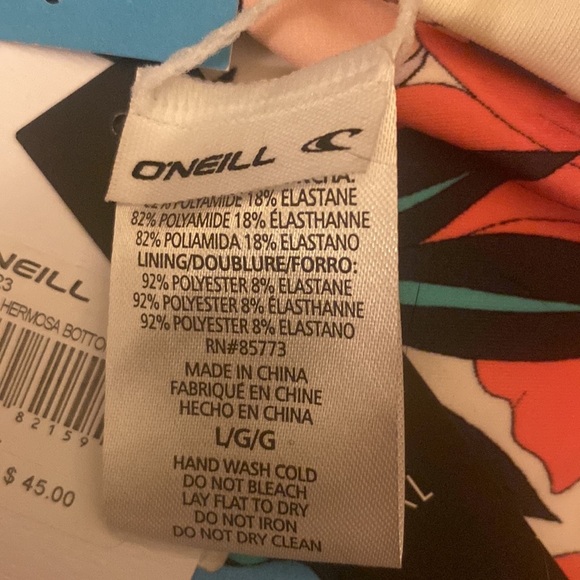 O'NEILL
82% POLYAMIDE 18% ELASTANE
82% POLYAMIDE 18% ÉLASTHANNE
82% POLIAMIDA 18% ELASTANO
LINING/DOUBLURE/FORRO:
92% POLYESTER 8% ELASTANE
92% POLYESTER 8% ÉLASTHANNE
92% POLYESTER 8% ELASTANO
RN#85773
MADE IN CHINA
FABRIQUÉ EN CHINE
HECHO EN CHINA
L/G/G
HAND WASH COLD
DO NOT BLEACH
LAY FLAT TO DRY
DO NOT IRON
DO NOT DRY CLEAN
NEILL
23
HERMOSA BOTTO
82159
$ 45.00